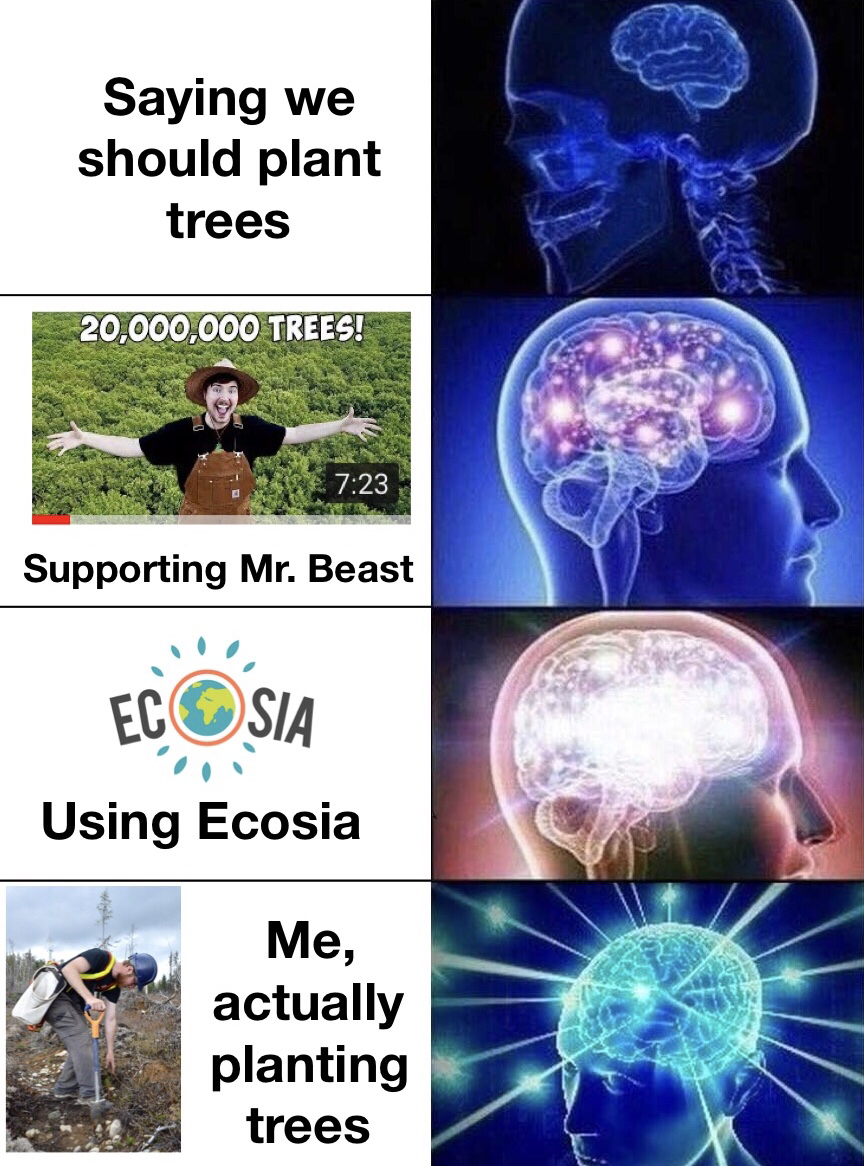 Saying we
should plant
trees
20,000,000 TREES!
7:23
Supporting Mr. Beast
ECOSIA
Using Ecosia
Me,
actually
planting
trees